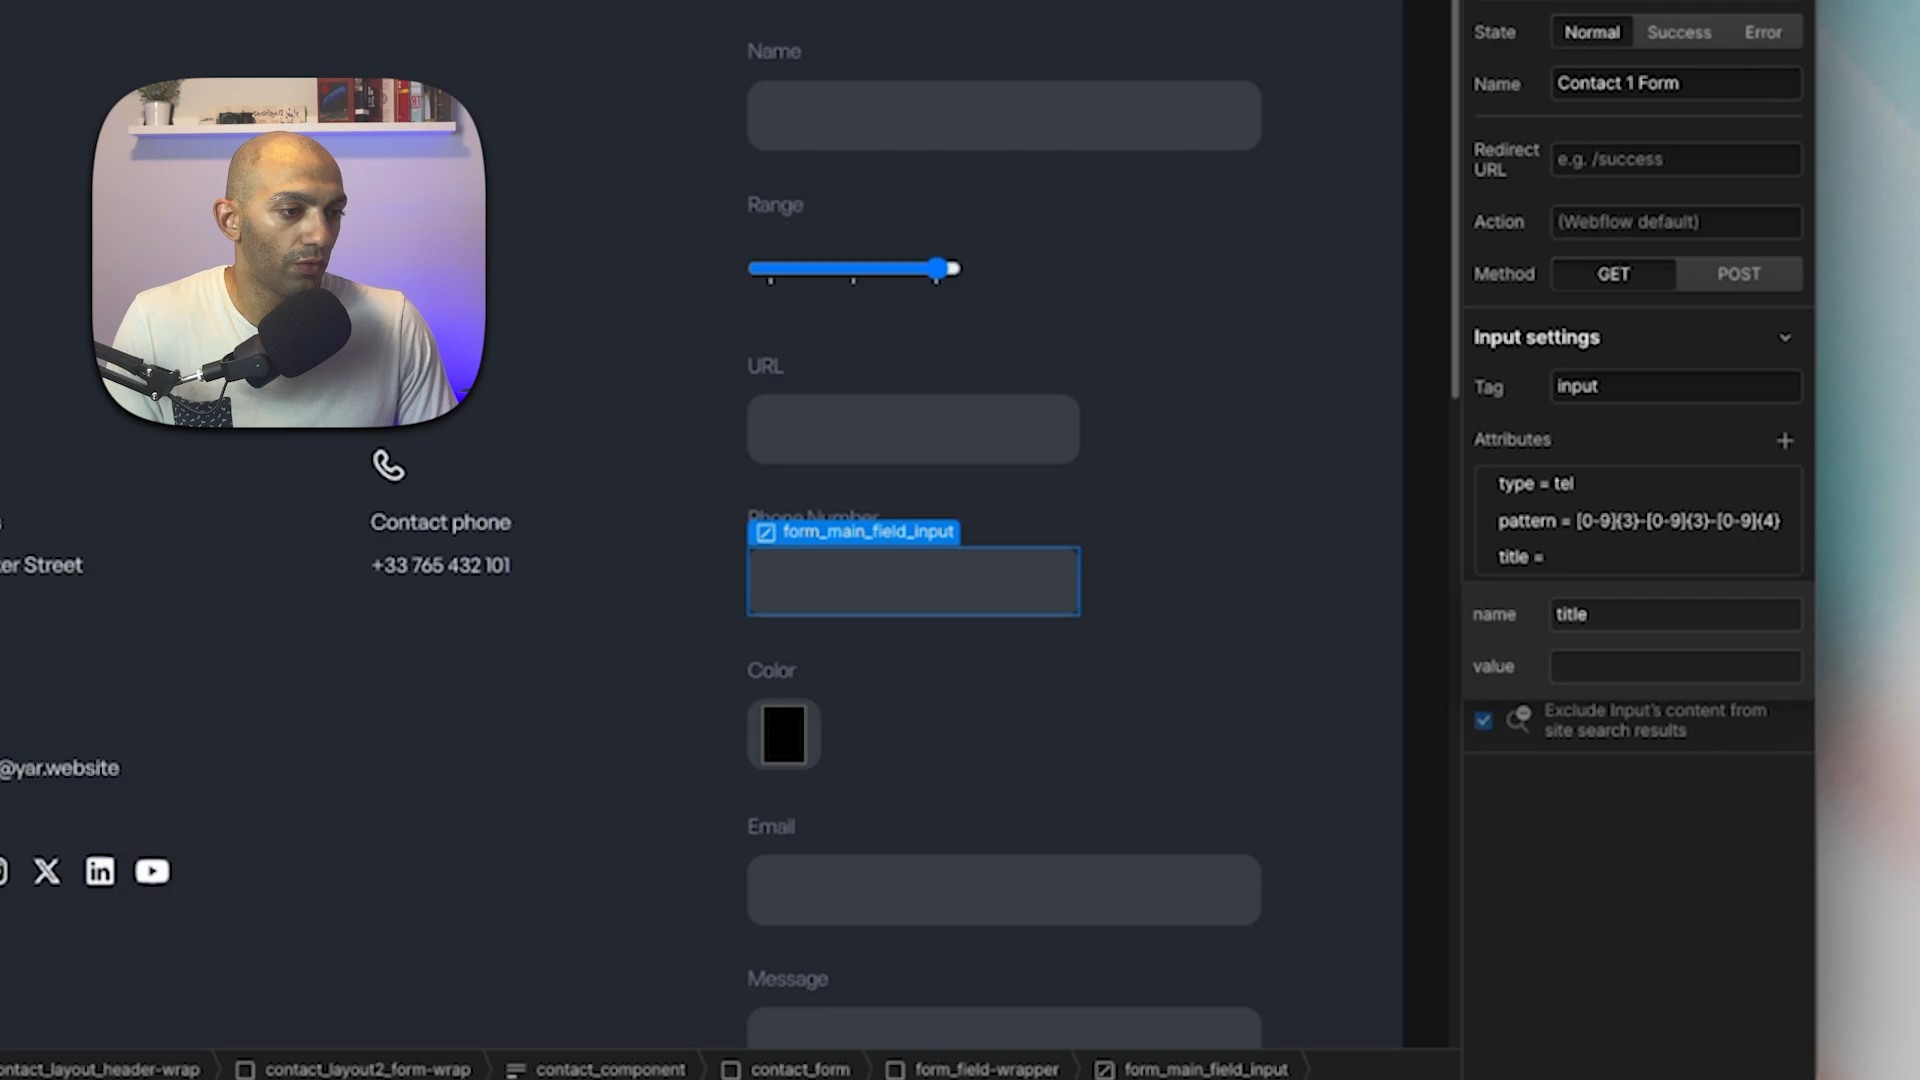 Name
Range
URL
Phone Number
form_main_field_input
Color
Email
Message
Contact phone
er Street
+33 765 432 101
@yar.website
State
Normal
Success
Error
Name
Contact 1 Form
Redirect
URL
e.g. /success
Action
(Webflow default)
Method
GET
POST
Input settings
Tag
input
Attributes
type = tel
pattern = [0-9]{3}-[0-9]{3}-[0-9]{4}
title =
name
title
value
Exclude Input's content from
site search results
ontact_layout_header-wrap
contact_layout2_form-wrap
contact_component
contact_form
form_field-wrapper
form_main_field_input